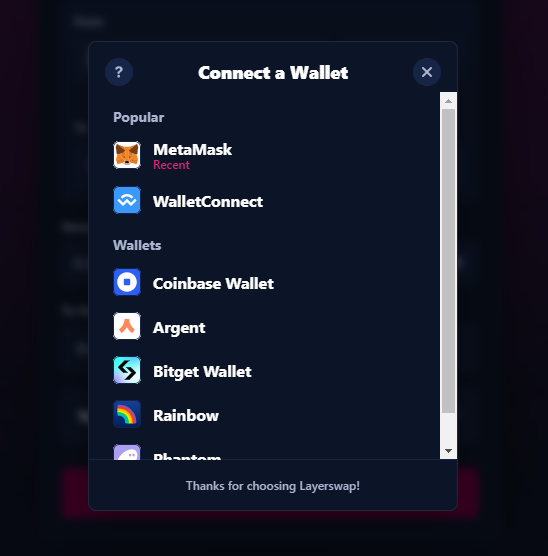 ?
Connect a Wallet
Popular
MetaMask
Recent
WalletConnect
Wallets
Coinbase Wallet
Argent
Bitget Wallet
Rainbow
Phantom
Thanks for choosing Layerswap!